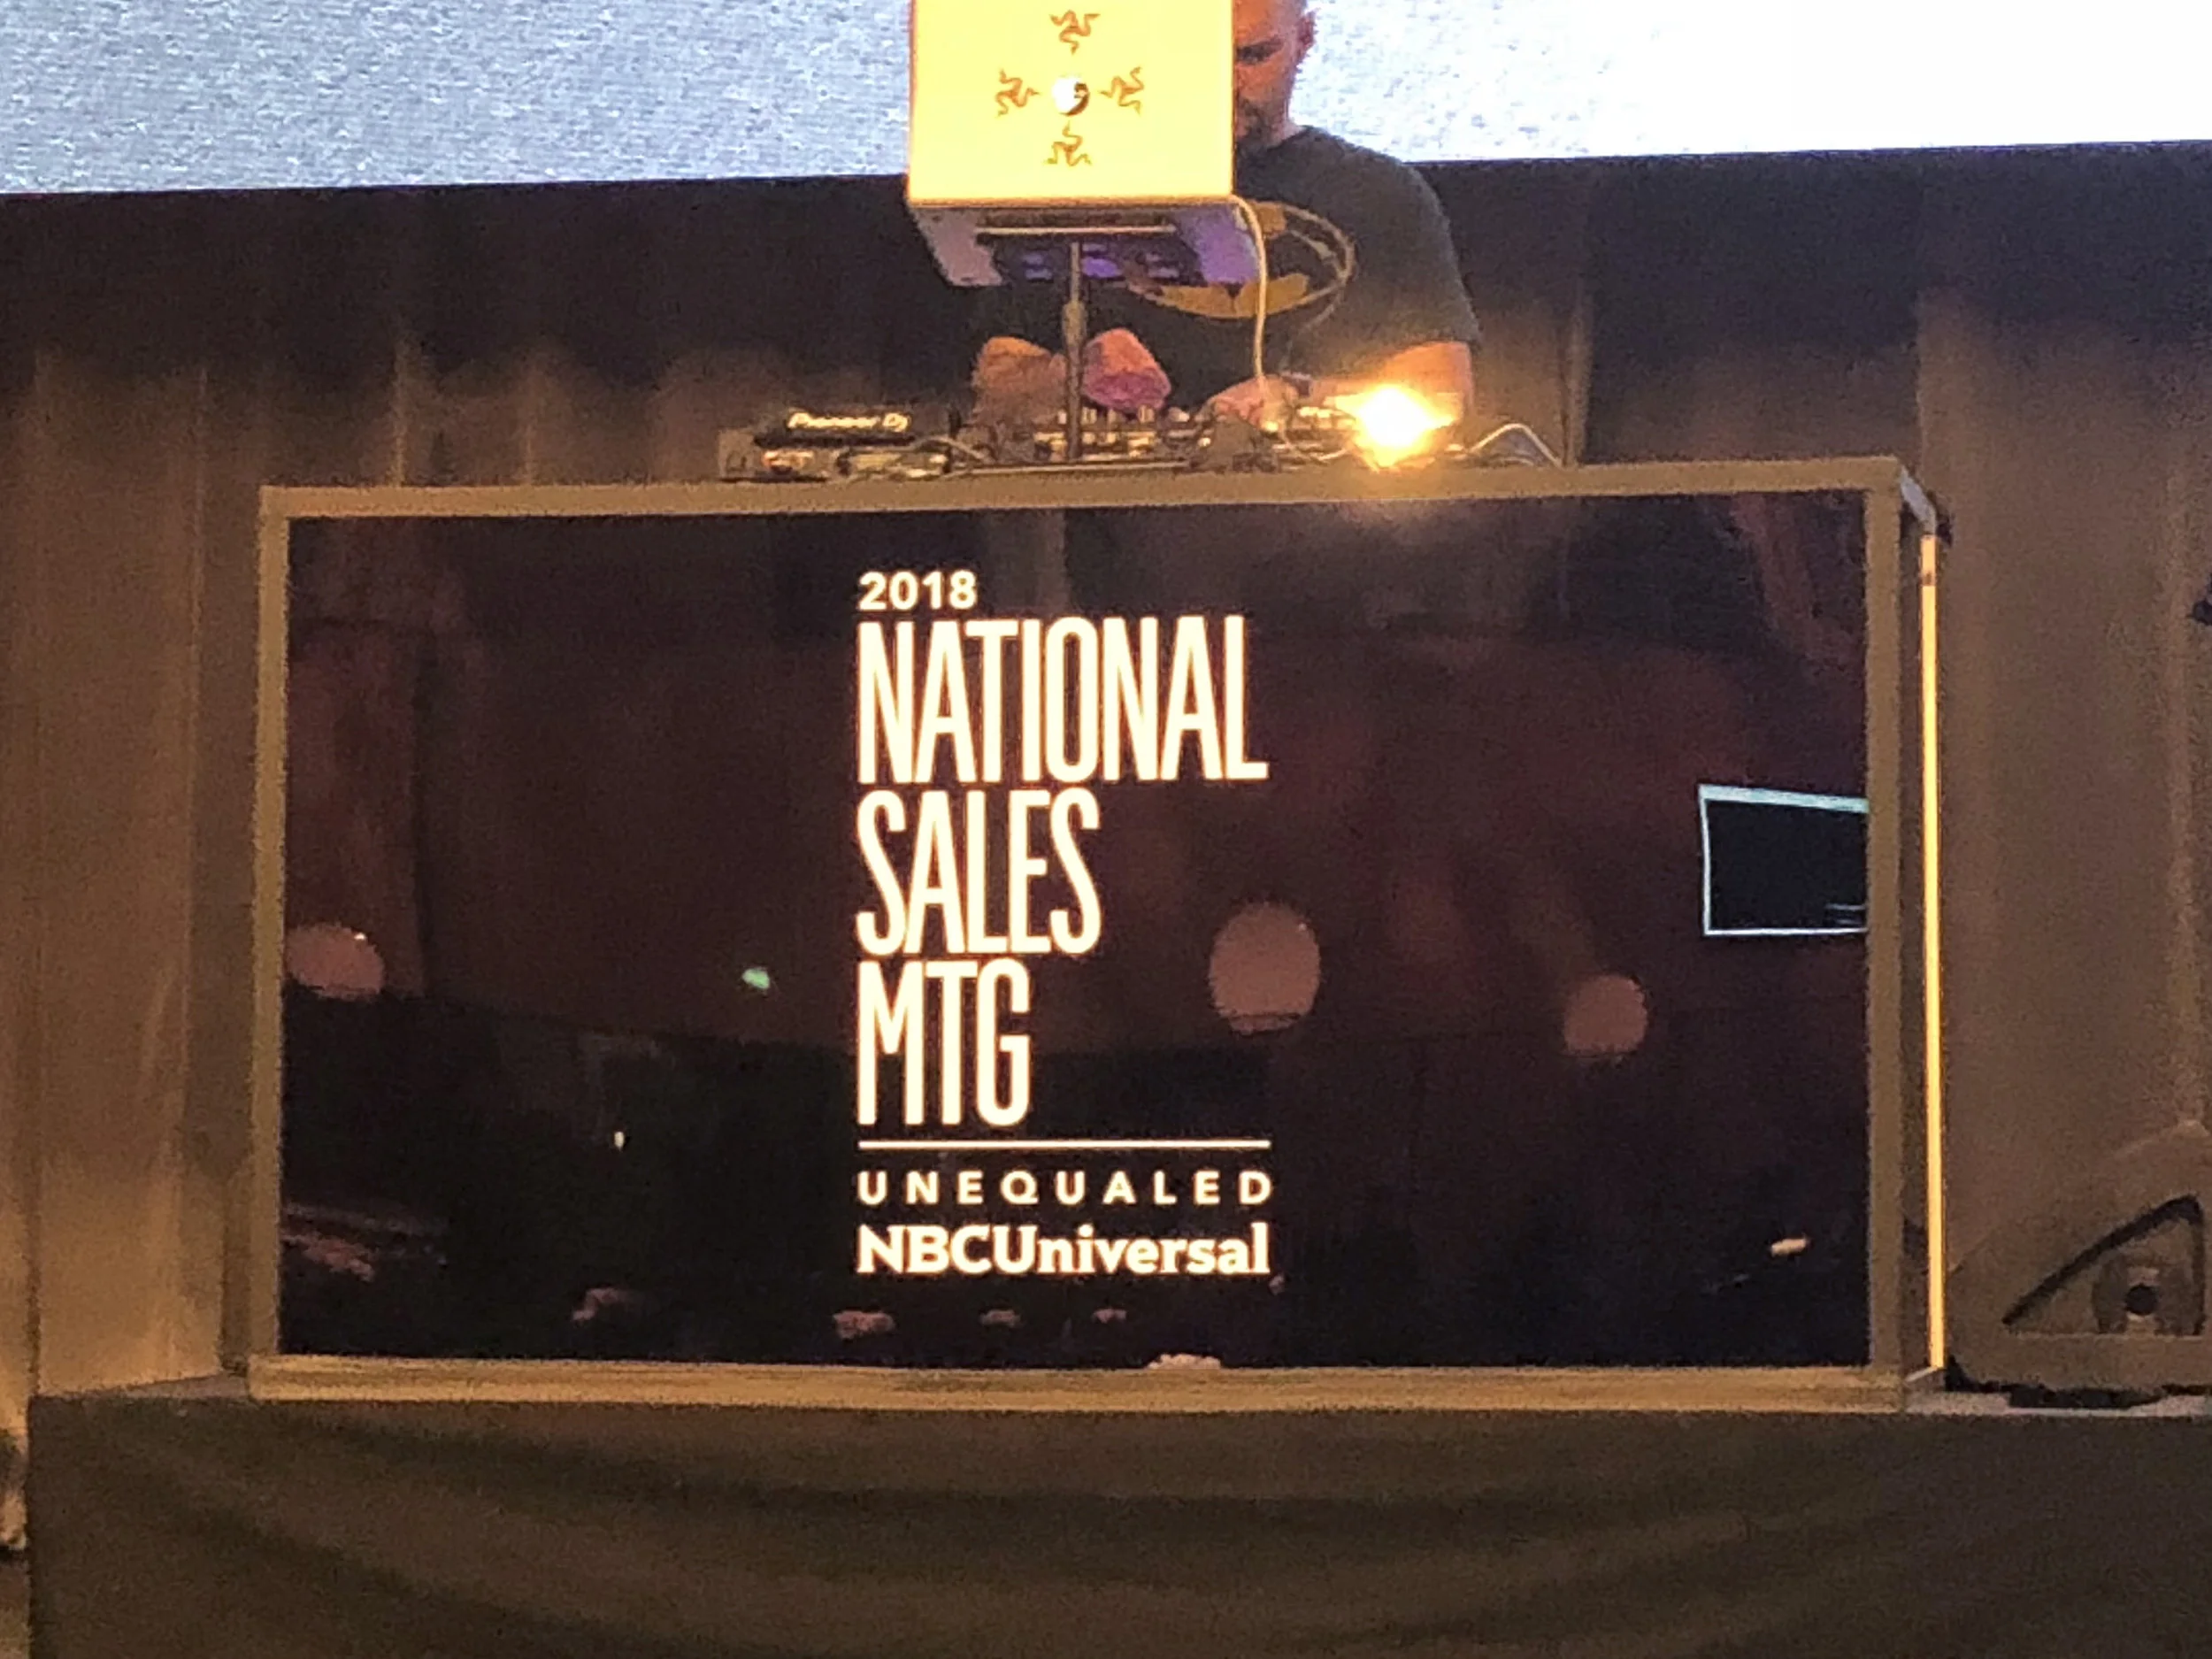 Pioneer Dj
2018
NATIONAL
SALES
MTG
UNEQUALED
NBCUniversal